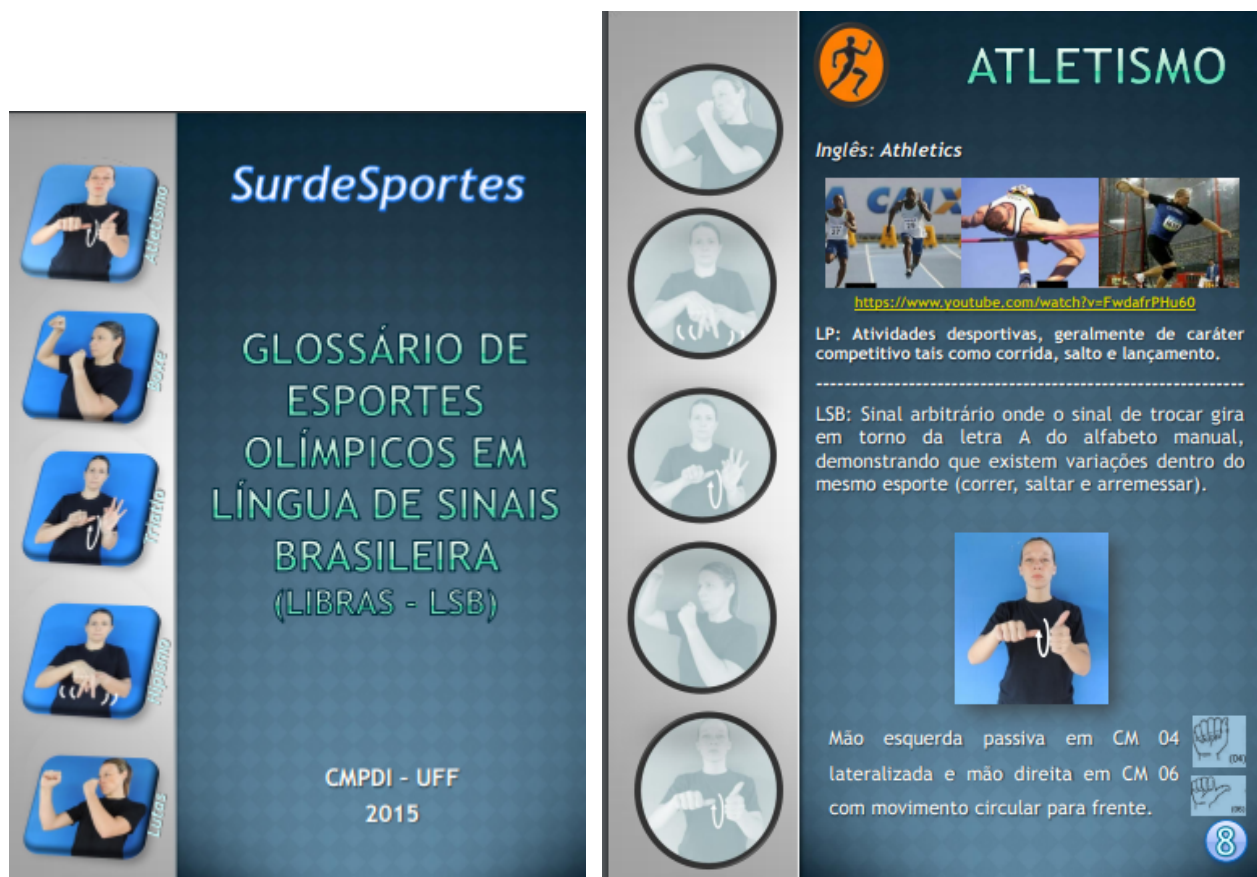 SurdeSportes
GLOSSÁRIO DE
ESPORTES
OLÍMPICOS EM
LÍNGUA DE SINAIS
BRASILEIRA
(LIBRAS - LSB)
CMPDI - UFF
2015
Atletismo
Boxe
Triatlo
Hipismo
Lutas
ATLETISMO
Inglês: Athletics
A CAIX
https://www.youtube.com/watch?v=FwdafrPHu60
LP: Atividades desportivas, geralmente de caráter
competitivo tais como corrida, salto e lançamento.
LSB: Sinal arbitrário onde o sinal de trocar gira
em torno da letra A do alfabeto manual,
demonstrando que existem variações dentro do
mesmo esporte (correr, saltar e arremessar).
Mão esquerda passiva em CM 04
lateralizada e mão direita em CM 06
com movimento circular para frente.
(04)
(06)
8